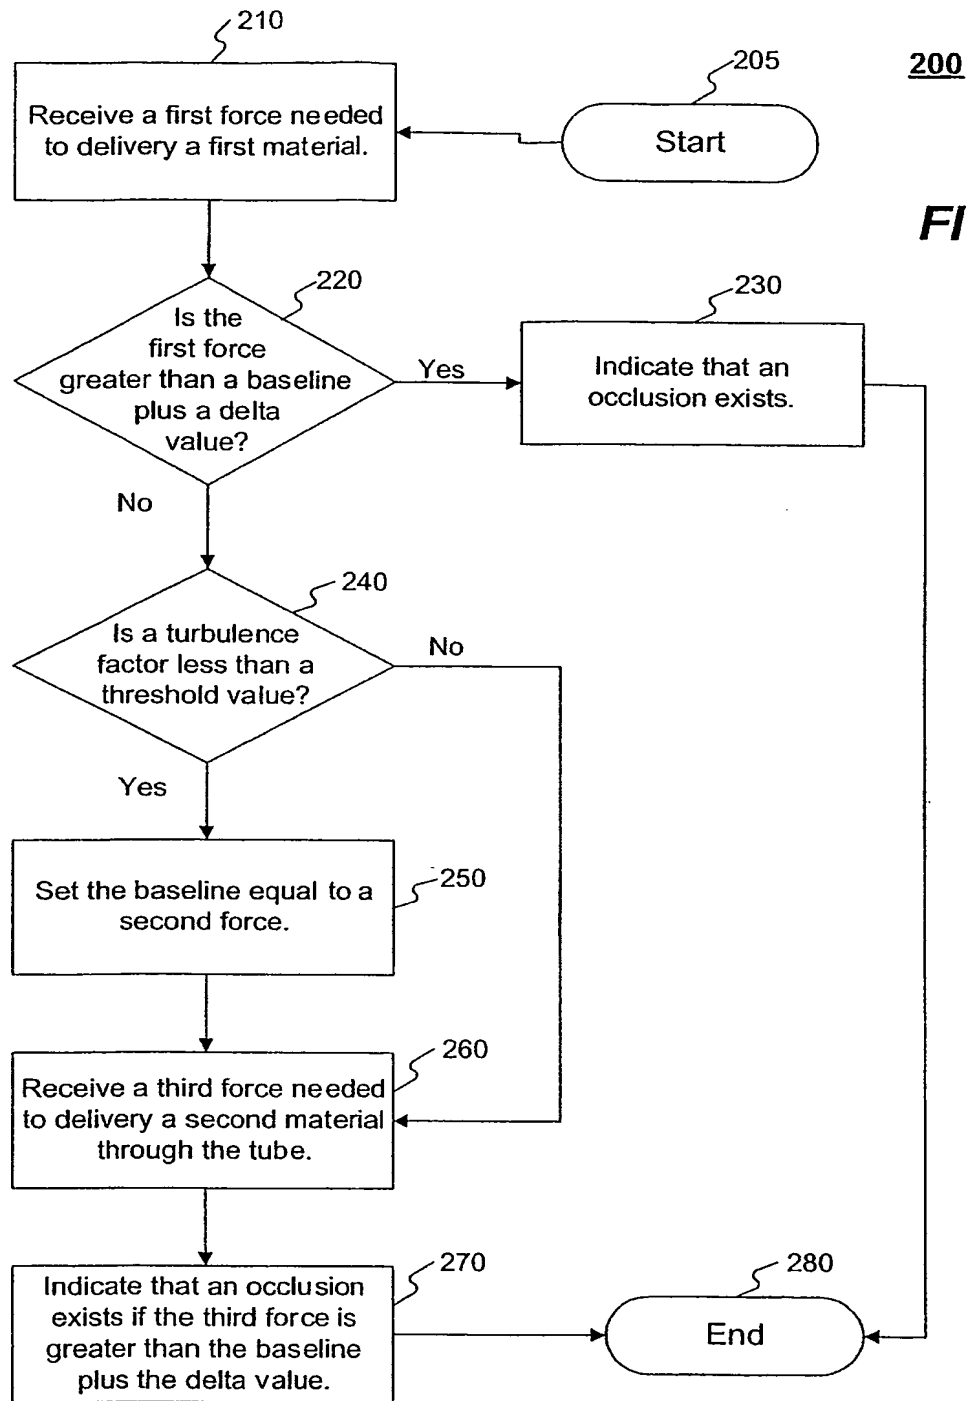 210
205
200
Receive a first force needed
to delivery a first material.
Start
FI
220
Is the
first force
greater than a baseline
plus a delta
value?
Yes
230
Indicate that an
occlusion exists.
No
240
Is a turbulence
factor less than a
threshold value?
No
Yes
250
Set the baseline equal to a
second force.
260
Receive a third force needed
to delivery a second material
through the tube.
270
Indicate that an occlusion
exists if the third force is
greater than the baseline
plus the delta value.
280
End